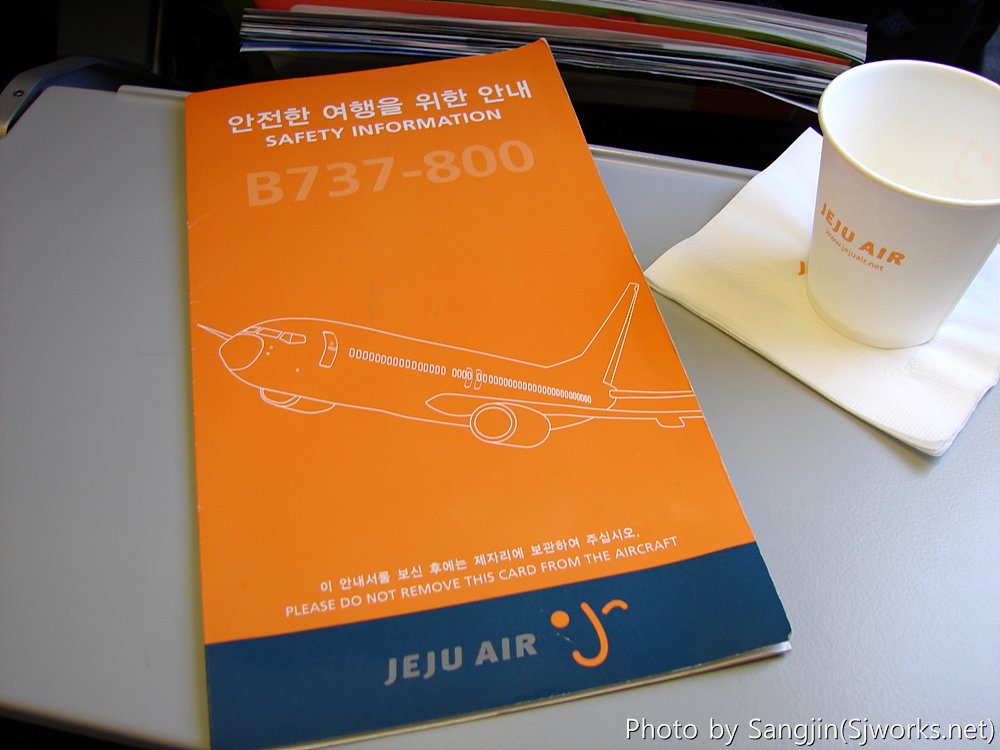 안전한 여행을 위한 안내
SAFETY INFORMATION
B737-800
이 안내서를 보신 후에는 제자리에 보관하여 주십시오.
PLEASE DO NOT REMOVE THIS CARD FROM THE AIRCRAFT
JEJU AIR
JEJU AIR
www.jejuair.net
Photo by Sangjin(Sjworks.net)